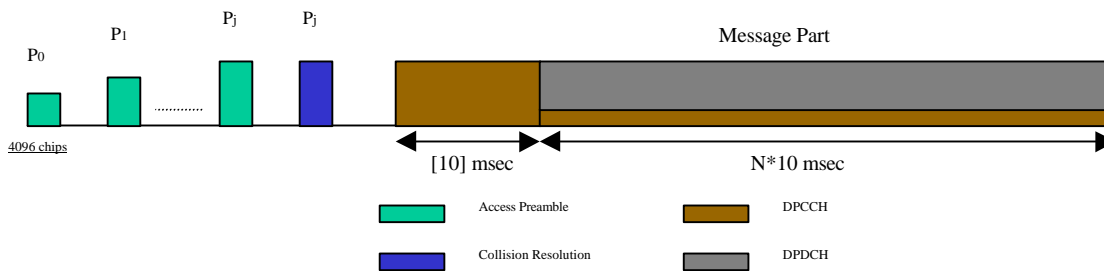 P0
P1
Pj
Pj
Message Part
4096 chips
[10] msec
N*10 msec
Access Preamble
DPCCH
Collision Resolution
DPDCH